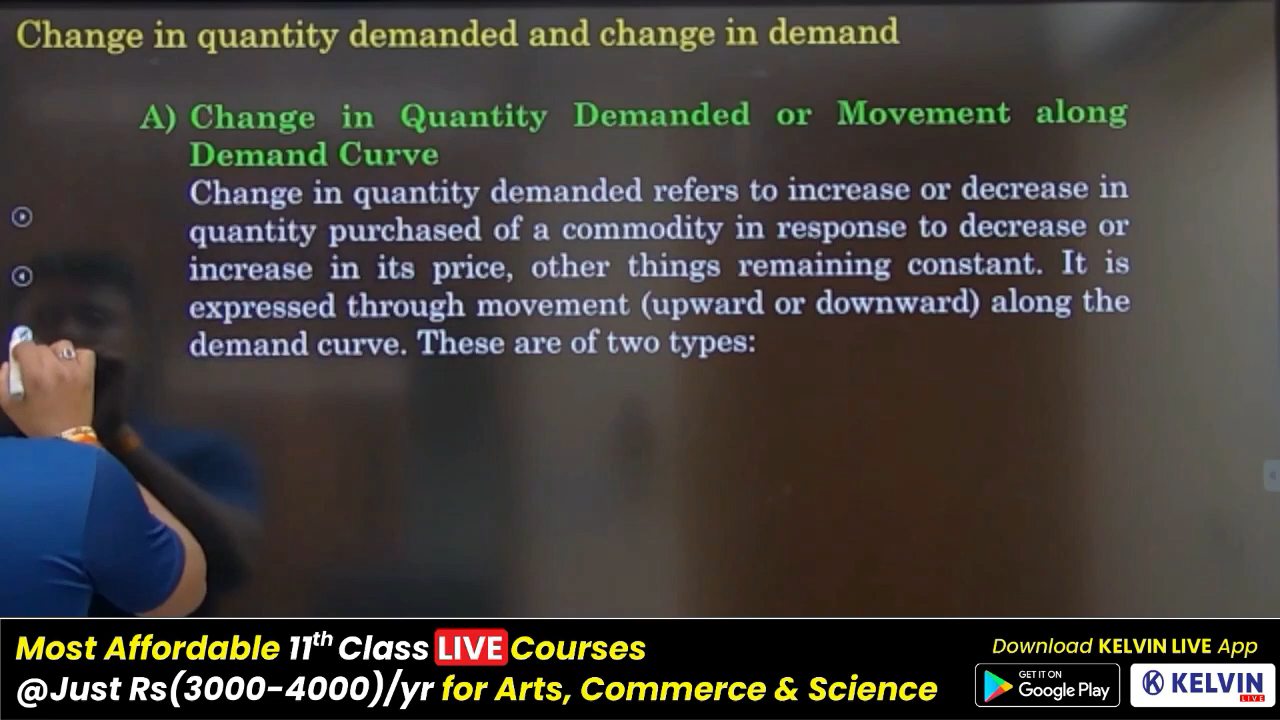 Change in quantity demanded and change in demand
A) Change in Quantity Demanded or Movement along
Demand Curve
Change in quantity demanded refers to increase or decrease in
quantity purchased of a commodity in response to decrease or
increase in its price, other things remaining constant. It is
expressed through movement (upward or downward) along the
demand curve. These are of two types:
Most Affordable 11th Class LIVE Courses
@Just Rs(3000-4000)/yr for Arts, Commerce & Science
Download KELVIN LIVE App
GET IT ON
Google Play
KELVIN
LIVE